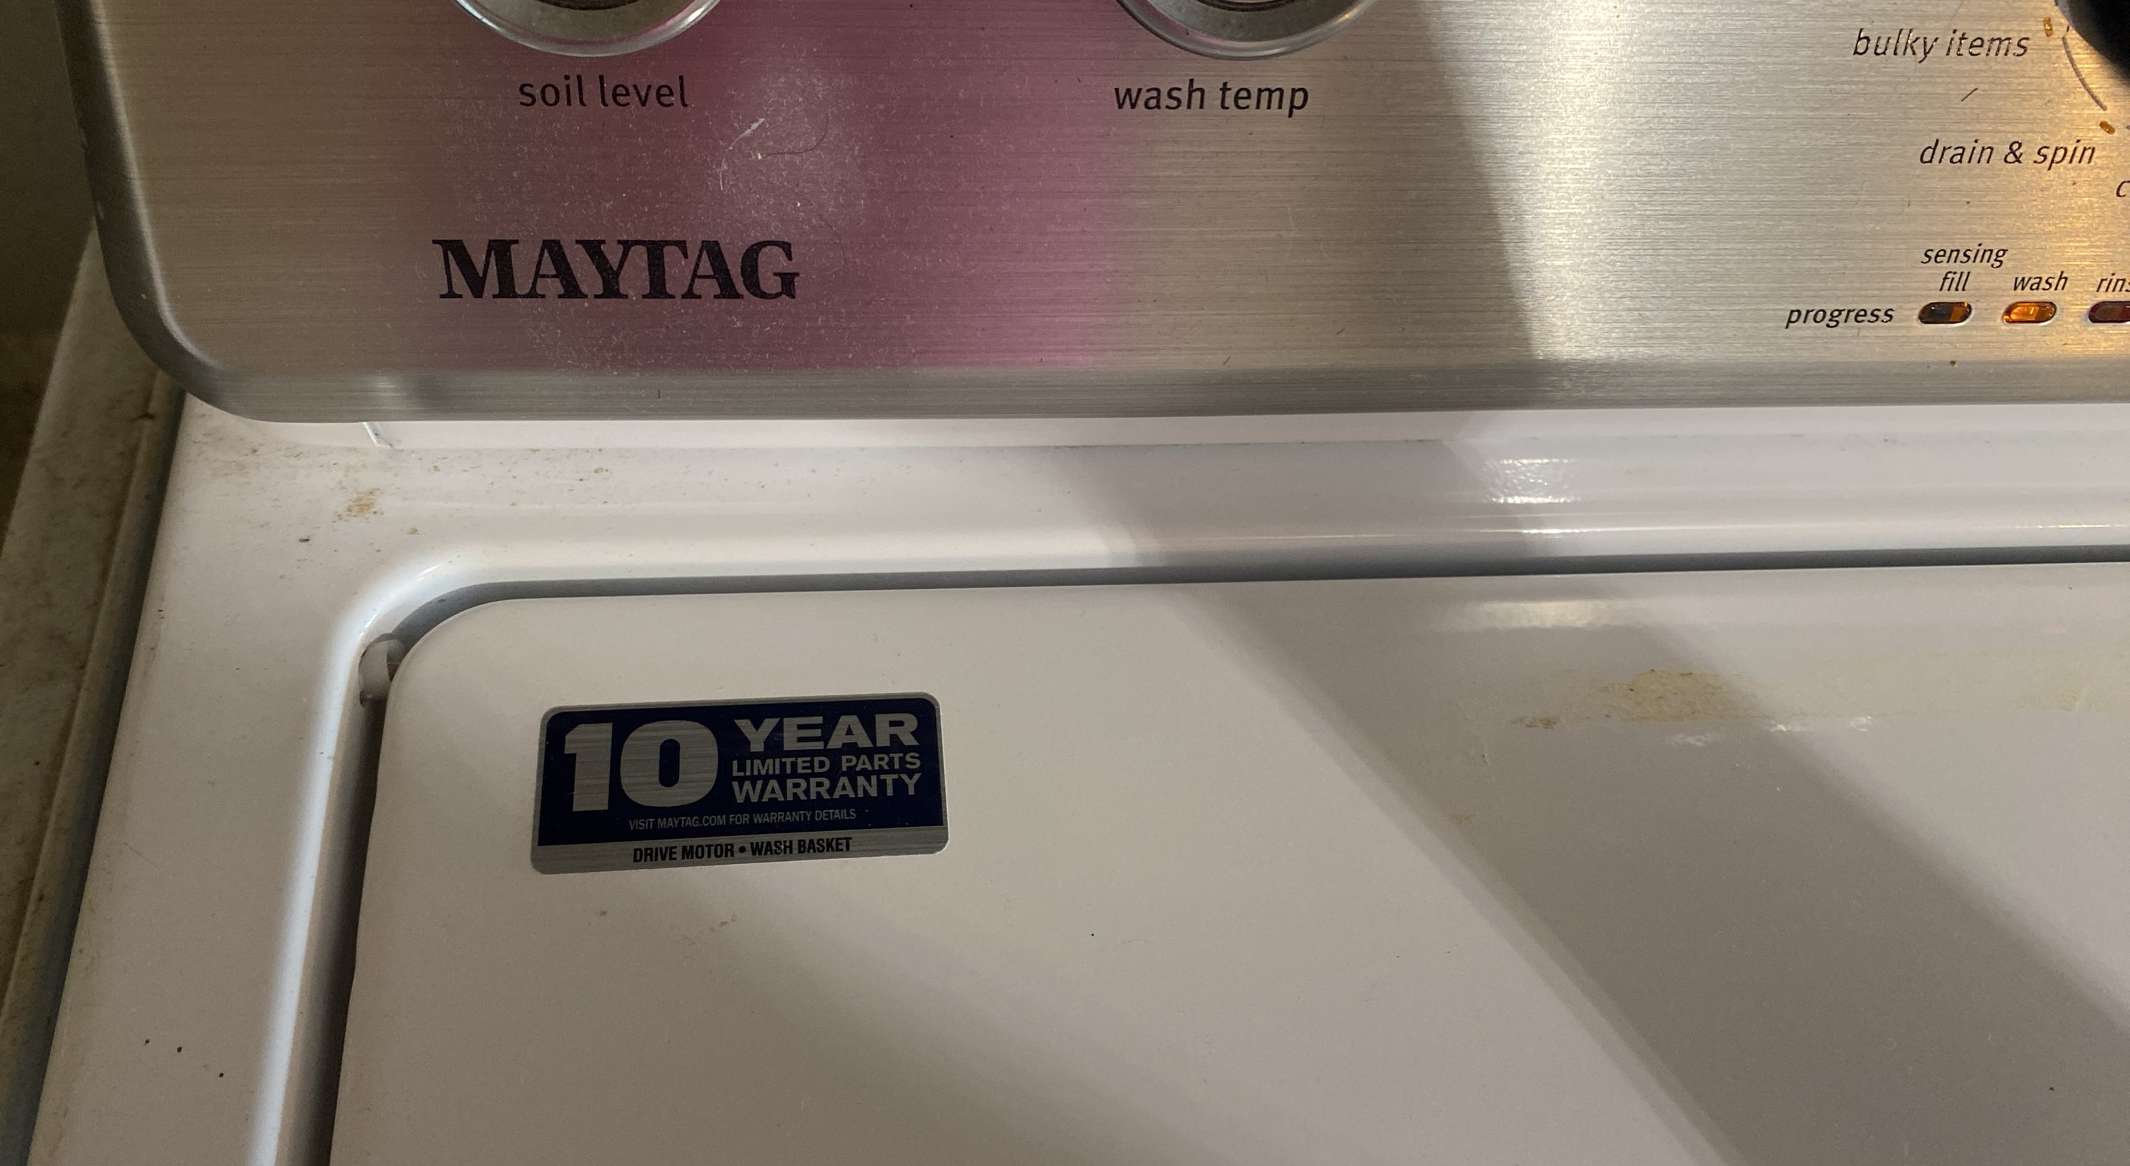 soil level
wash temp
bulky items
drain & spin
MAYTAG
sensing
fill
wash
progress
10 YEAR
LIMITED PARTS
WARRANTY
VISIT MAYTAG.COM FOR WARRANTY DETAILS
DRIVE MOTOR • WASH BASKET